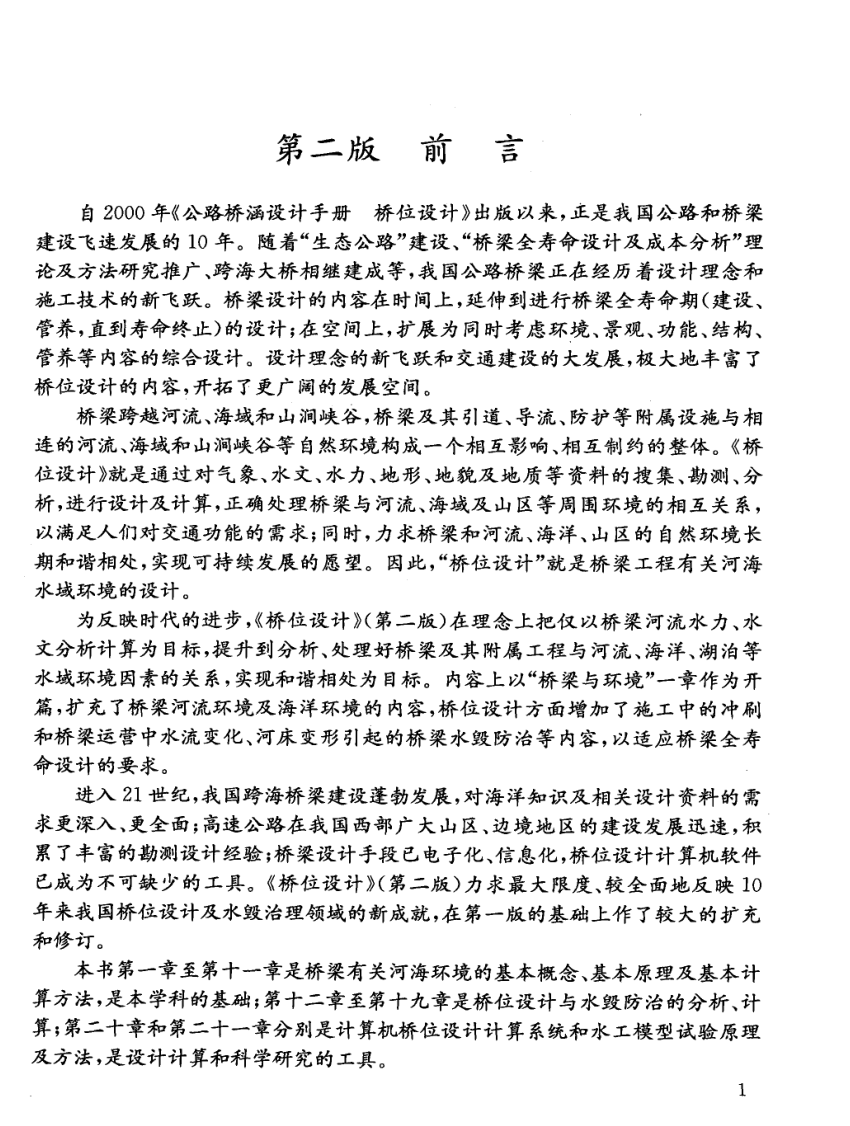 第二版　前　言
自 2000 年《公路桥涵设计手册　桥位设计》出版以来,正是我国公路和桥梁
建设飞速发展的 10 年。随着“生态公路”建设、“桥梁全寿命设计及成本分析”理
论及方法研究推广、跨海大桥相继建成等,我国公路桥梁正在经历着设计理念和
施工技术的新飞跃。桥梁设计的内容在时间上,延伸到进行桥梁全寿命期(建设、
管养,直到寿命终止)的设计;在空间上,扩展为同时考虑环境、景观、功能、结构、
管养等内容的综合设计。设计理念的新飞跃和交通建设的大发展,极大地丰富了
桥位设计的内容,开拓了更广阔的发展空间。
桥梁跨越河流、海域和山涧峡谷,桥梁及其引道、导流、防护等附属设施与相
连的河流、海域和山涧峡谷等自然环境构成一个相互影响、相互制约的整体。《桥
位设计》就是通过对气象、水文、水力、地形、地貌及地质等资料的搜集、勘测、分
析,进行设计及计算,正确处理桥梁与河流、海域及山区等周围环境的相互关系,
以满足人们对交通功能的需求;同时,力求桥梁和河流、海洋、山区的自然环境长
期和谐相处,实现可持续发展的愿望。因此,“桥位设计”就是桥梁工程有关河海
水域环境的设计。
为反映时代的进步,《桥位设计》(第二版)在理念上把仅以桥梁河流水力、水
文分析计算为目标,提升到分析、处理好桥梁及其附属工程与河流、海洋、湖泊等
水域环境因素的关系,实现和谐相处为目标。内容上以“桥梁与环境”一章作为开
篇,扩充了桥梁河流环境及海洋环境的内容,桥位设计方面增加了施工中的冲刷
和桥梁运营中水流变化、河床变形引起的桥梁水毁防治等内容,以适应桥梁全寿
命设计的要求。
进入 21 世纪,我国跨海桥梁建设蓬勃发展,对海洋知识及相关设计资料的需
求更深入、更全面;高速公路在我国西部广大山区、边境地区的建设发展迅速,积
累了丰富的勘测设计经验;桥梁设计手段已电子化、信息化,桥位设计计算机软件
已成为不可缺少的工具。《桥位设计》(第二版)力求最大限度、较全面地反映 10
年来我国桥位设计及水毁治理领域的新成就,在第一版的基础上作了较大的扩充
和修订。
本书第一章至第十一章是桥梁有关河海环境的基本概念、基本原理及基本计
算方法,是本学科的基础;第十二章至第十九章是桥位设计与水毁防治的分析、计
算;第二十章和第二十一章分别是计算机桥位设计计算系统和水工模型试验原理
及方法,是设计计算和科学研究的工具。
1